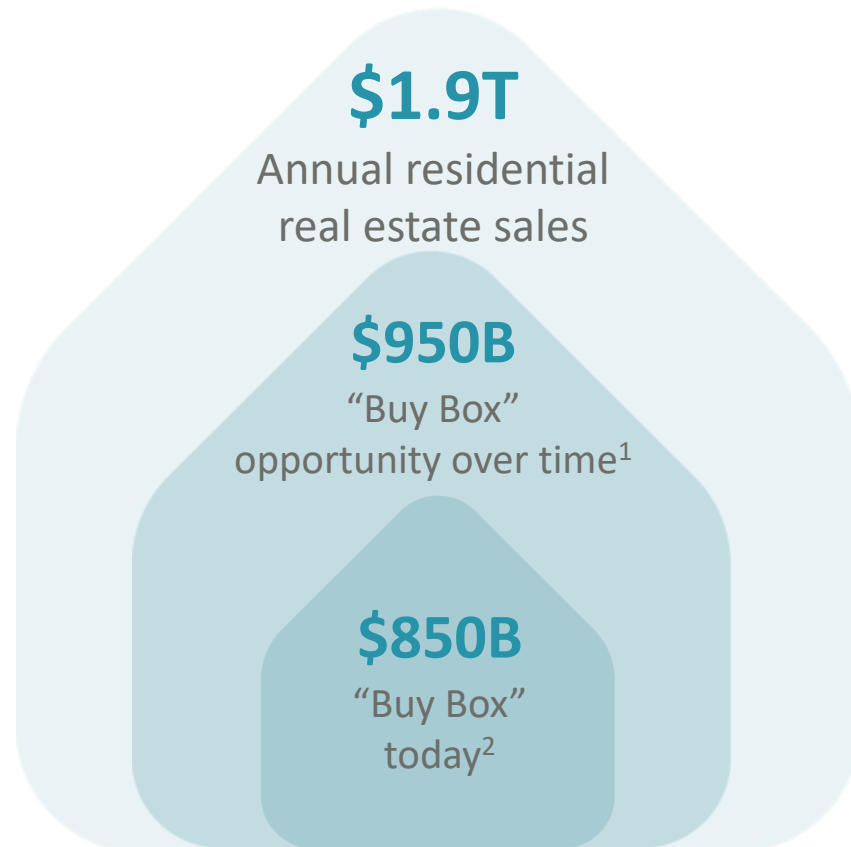 $1.9T
Annual residential
real estate sales
$950B
“Buy Box”
opportunity over time¹
$850B
“Buy Box”
today²